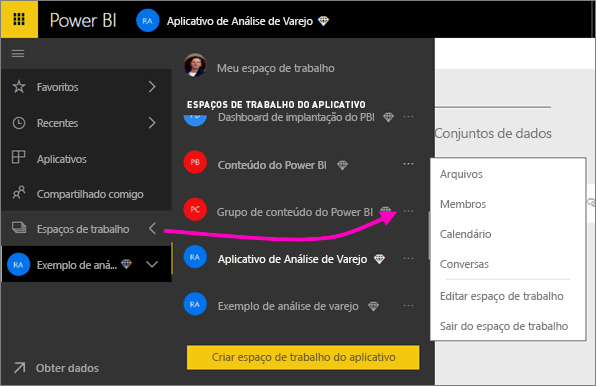 Power BI
RA Aplicativo de Análise de Varejo
Meu espaço de trabalho
Favoritos
ESPAÇOS DE TRABALHO DO APLICATIVO
Recentes
Dashboard de implantação do PBI
Conjuntos de dados
Aplicativos
PB Conteúdo do Power BI
Arquivos
Compartilhado comigo
Membros
PC Grupo de conteúdo do Power BI
Espaços de trabalho
Calendário
RA Exemplo de aná...
RA Aplicativo de Análise de Varejo
Conversas
RA Exemplo de análise de varejo
Editar espaço de trabalho
Sair do espaço de trabalho
Obter dados
Criar espaço de trabalho do aplicativo